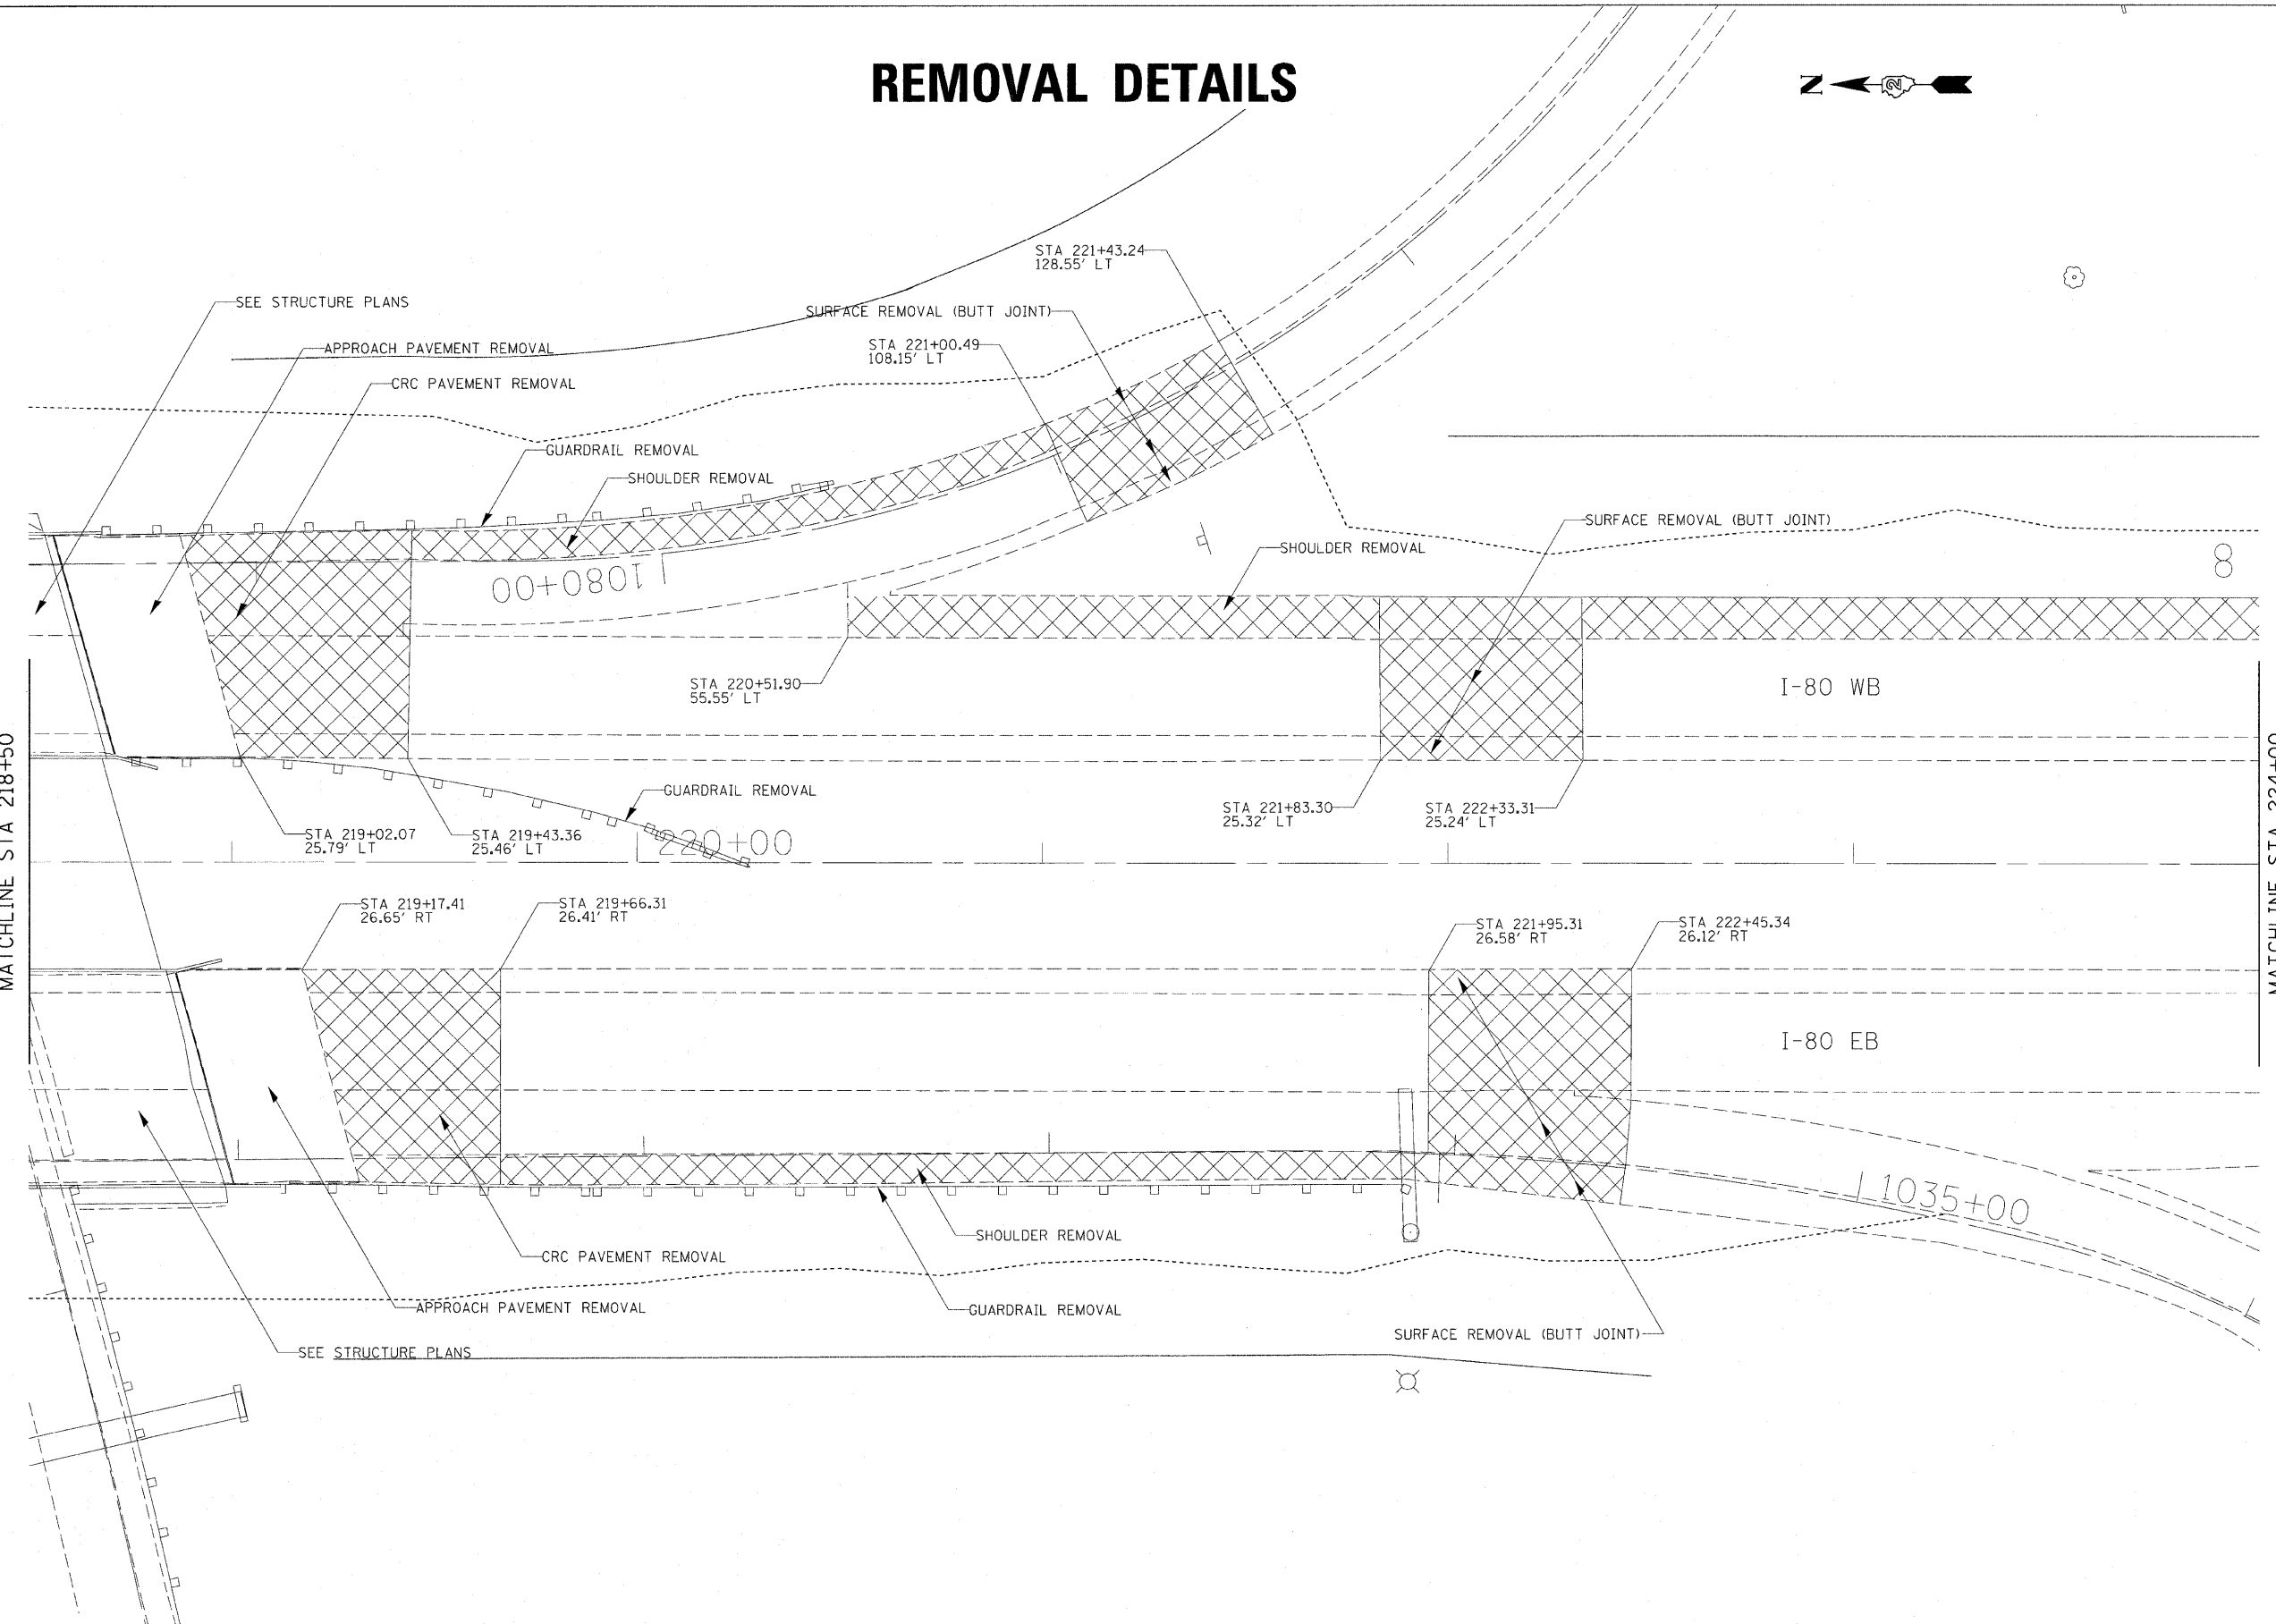 REMOVAL DETAILS
N
2
STA 221+43.24
128.55' LT
SEE STRUCTURE PLANS
SURFACE REMOVAL (BUTT JOINT)
APPROACH PAVEMENT REMOVAL
STA 221+00.49
108.15' LT
CRC PAVEMENT REMOVAL
GUARDRAIL REMOVAL
SHOULDER REMOVAL
SURFACE REMOVAL (BUTT JOINT)
SHOULDER REMOVAL
8
1080+00
STA 220+51.90
55.55' LT
I-80 WB
MATCHLINE STA 218+50
MATCHLINE STA 224+00
GUARDRAIL REMOVAL
STA 221+83.30
25.32' LT
STA 222+33.31
25.24' LT
STA 219+02.07
25.79' LT
STA 219+43.36
25.46' LT
220+00
STA 219+17.41
26.65' RT
STA 219+66.31
26.41' RT
STA 221+95.31
26.58' RT
STA 222+45.34
26.12' RT
I-80 EB
1035+00
SHOULDER REMOVAL
CRC PAVEMENT REMOVAL
APPROACH PAVEMENT REMOVAL
GUARDRAIL REMOVAL
SURFACE REMOVAL (BUTT JOINT)
SEE STRUCTURE PLANS